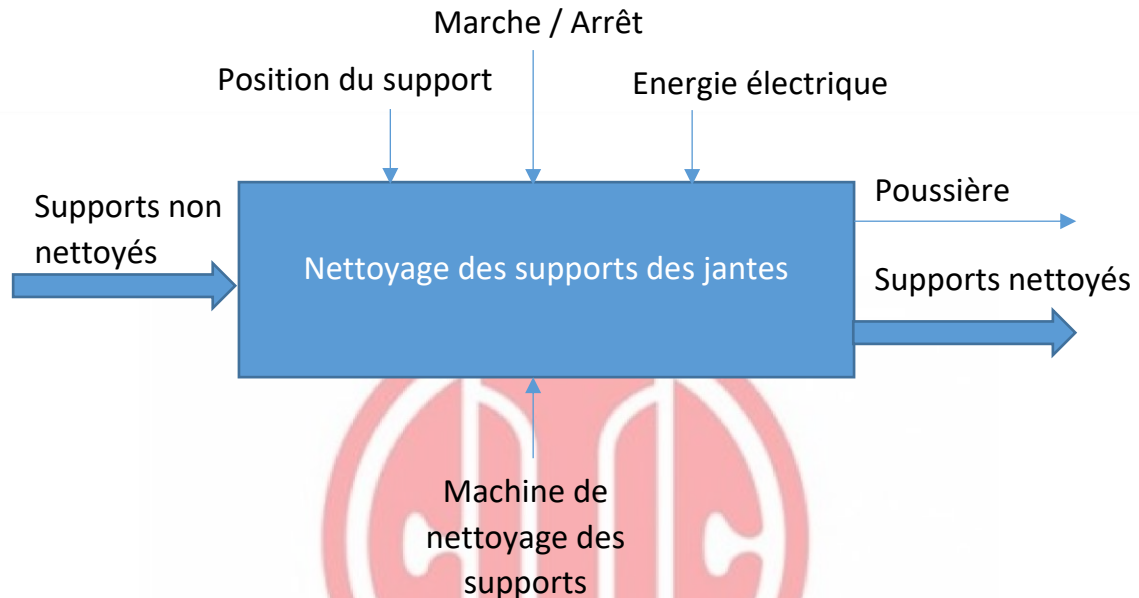 Marche / Arrêt
Position du support
Energie électrique
Supports non
nettoyés
Nettoyage des supports des jantes
Poussière
Supports nettoyés
Machine de
nettoyage des
supports